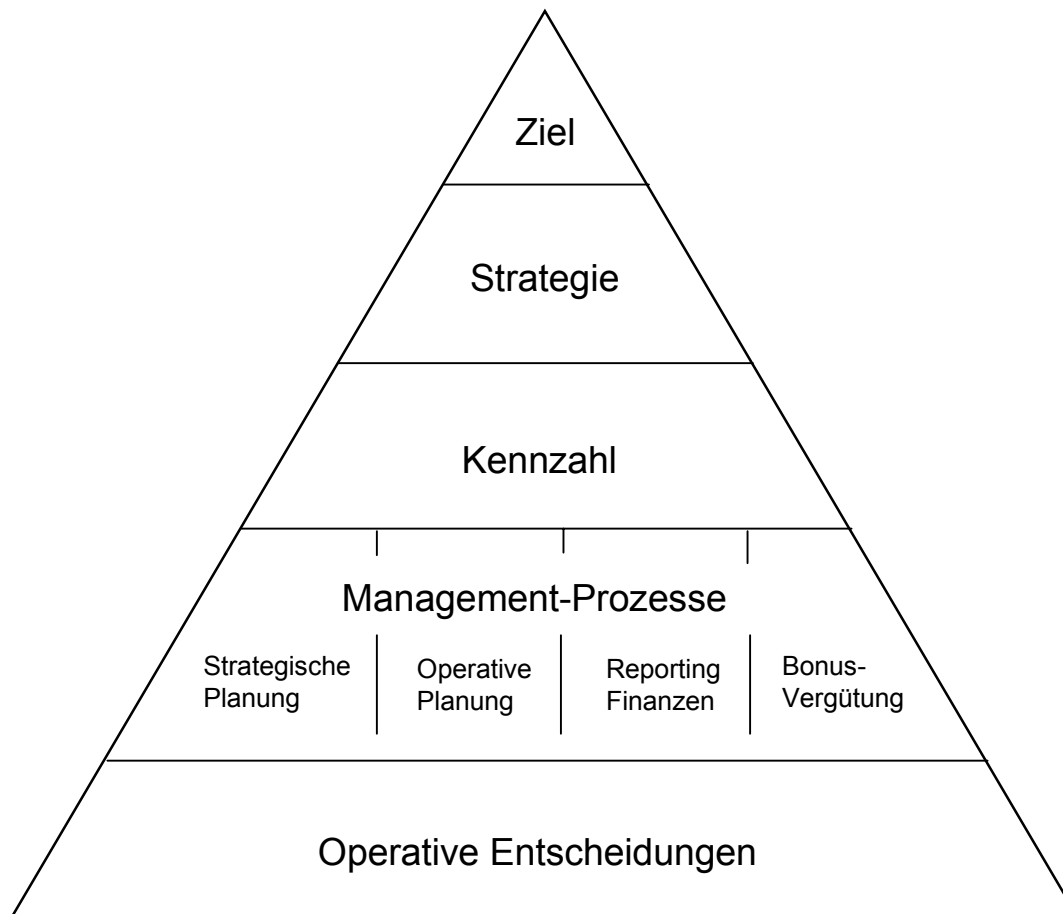 Ziel
Strategie
Kennzahl
Management-Prozesse
Strategische
Planung
Operative
Planung
Reporting
Finanzen
Bonus-
Vergütung
Operative Entscheidungen